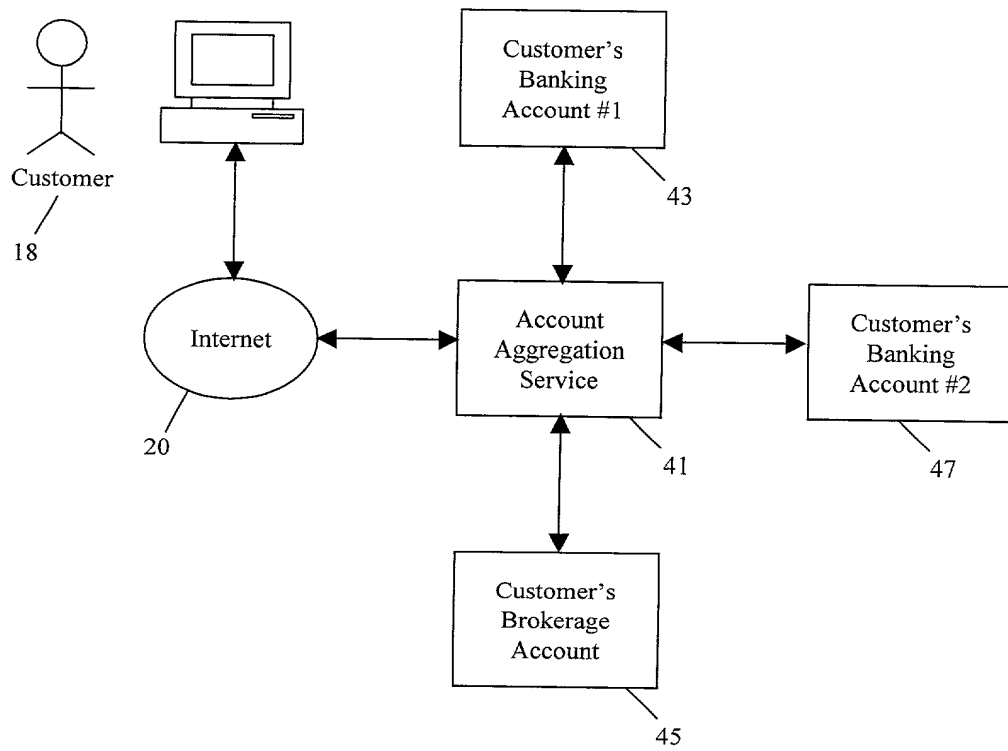 Customer's
Banking
Account #1
43
Customer
18
Internet
20
Account
Aggregation
Service
41
Customer's
Banking
Account #2
47
Customer's
Brokerage
Account
45